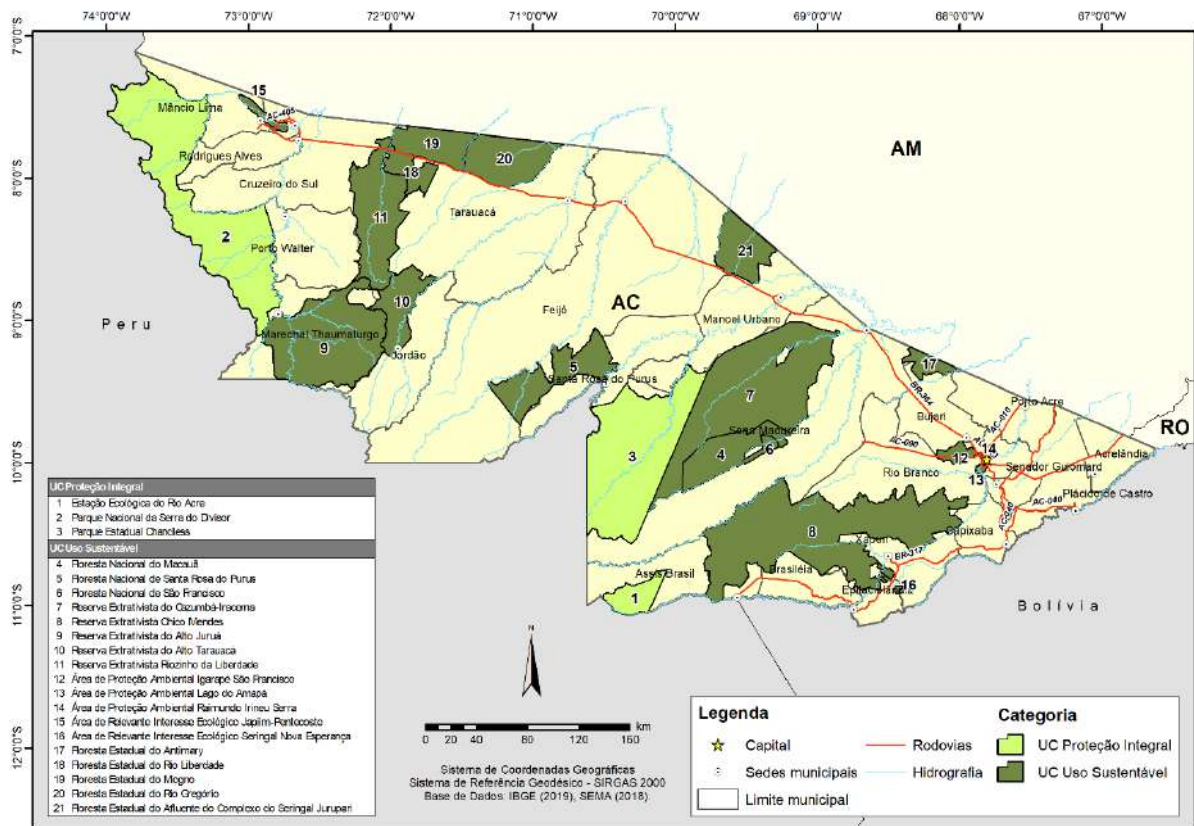 74°0'0"S 73°0'0"S 72°0'0"S 71°0'0"S 70°0'0"S 69°0'0"S 68°0'0"S 67°0'0"S
7°0'0"S
8°0'0"S
9°0'0"S
10°0'0"S
11°0'0"S
12°0'0"S
15
Mâncio Lima
AC-405
Rodrigues Alves
19
20
AM
18
Cruzeiro do Sul
11
Tarauacá
2
Porto Walter
21
10
Feijó
AC
Manoel Urbano
Peru
Marechal Thaumaturgo
9
Jordão
5
Santa Rosa do Purus
17
7
BR-364
Bujari
Porto Acre
AC-010
RO
Sena Madureira
3
4
6
AC-090
14
12
13
Acrelândia
Rio Branco
Senador Guiomard
Plácido de Castro
AC-040
AC-040
8
Capixaba
Xapuri
BR-317
Assis Brasil
Brasiléia
Epitaciolândia
16
1
Bolívia
UC Proteção Integral
1 Estação Ecológica do Rio Acre
2 Parque Nacional da Serra do Divisor
3 Parque Estadual Chandless
UC Uso Sustentável
4 Floresta Nacional do Macauã
5 Floresta Nacional de Santa Rosa do Purus
6 Floresta Nacional de São Francisco
7 Reserva Extrativista do Cazumbá-Iracema
8 Reserva Extrativista Chico Mendes
9 Reserva Extrativista do Alto Juruá
10 Reserva Extrativista do Alto Tarauacá
11 Reserva Extrativista Riozinho da Liberdade
12 Área de Proteção Ambiental Igarapé São Francisco
13 Área de Proteção Ambiental Lago do Amapá
14 Área de Proteção Ambiental Raimundo Irineu Serra
15 Área de Relevante Interesse Ecológico Japiim-Pentecoste
16 Área de Relevante Interesse Ecológico Seringal Nova Esperança
17 Floresta Estadual do Antimary
18 Floresta Estadual do Rio Liberdade
19 Floresta Estadual do Mogno
20 Floresta Estadual do Rio Gregório
21 Floresta Estadual do Afluente do Complexo do Seringal Jurupari
N
km
0 20 40 80 120 160
Sistema de Coordenadas Geográficas
Sistema de Referência Geodésico - SIRGAS 2000
Base de Dados: IBGE (2019), SEMA (2018).
Legenda
Capital
Sedes municipais
Limite municipal
Rodovias
Hidrografia
Categoria
UC Proteção Integral
UC Uso Sustentável